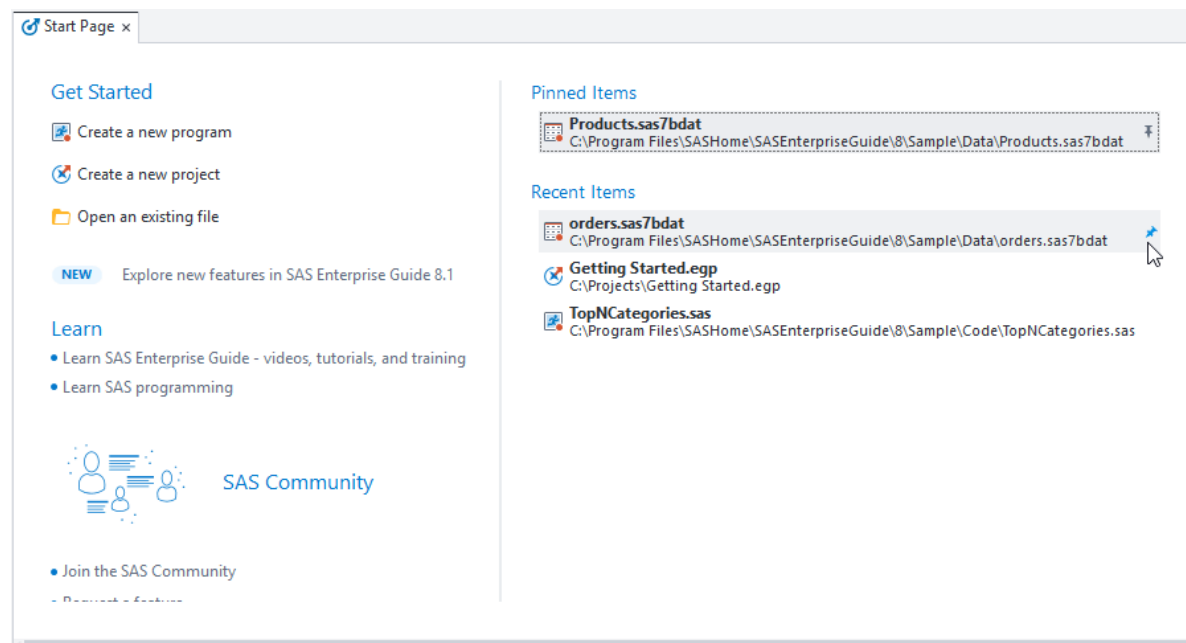 Start Page ×
Get Started
Create a new program
Create a new project
Open an existing file
NEW Explore new features in SAS Enterprise Guide 8.1
Learn
• Learn SAS Enterprise Guide - videos, tutorials, and training
• Learn SAS programming
SAS Community
• Join the SAS Community
Pinned Items
Products.sas7bdat
C:\Program Files\SASHome\SASEnterpriseGuide\8\Sample\Data\Products.sas7bdat
Recent Items
orders.sas7bdat
C:\Program Files\SASHome\SASEnterpriseGuide\8\Sample\Data\orders.sas7bdat
Getting Started.egp
C:\Projects\Getting Started.egp
TopNCategories.sas
C:\Program Files\SASHome\SASEnterpriseGuide\8\Sample\Code\TopNCategories.sas